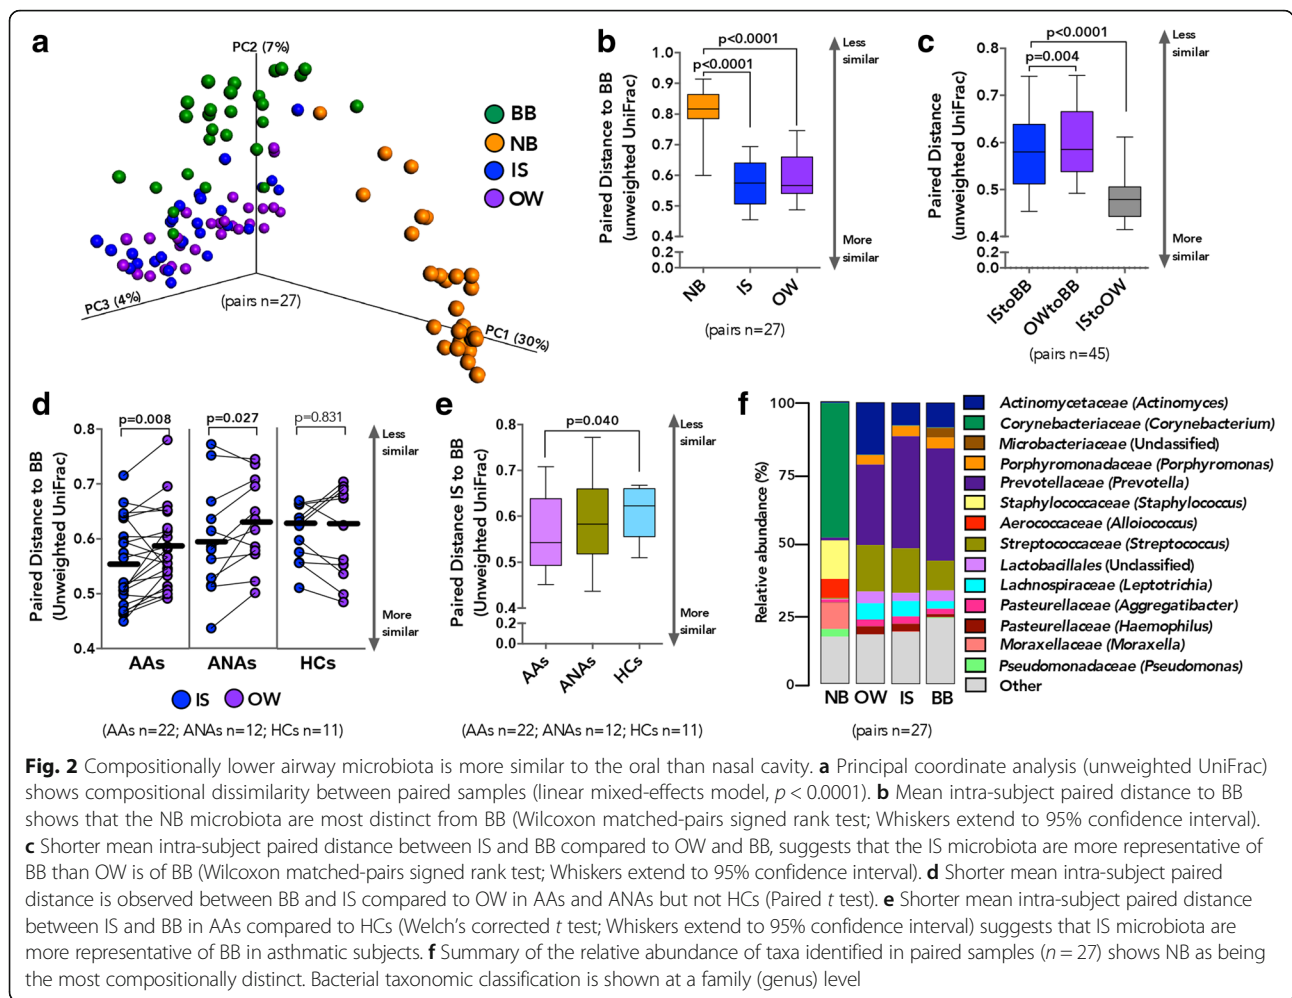 a
PC2 (7%)
BB
NB
IS
OW
PC3 (4%)
(pairs n=27)
PC1 (30%)
b
Paired Distance to BB
(unweighted UniFrac)
1.0
0.9
0.8
0.7
0.6
0.5
0.4
0.2
0.0
p<0.0001
p<0.0001
Less
similar
More
similar
NB
IS
OW
(pairs n=27)
c
Paired Distance
(unweighted UniFrac)
0.8
0.7
0.6
0.5
0.4
0.2
0.0
p<0.0001
p=0.004
Less
similar
More
similar
IStoBB
OWtoBB
IStoOW
(pairs n=45)
d
Paired Distance to BB
(Unweighted UniFrac)
0.8
0.7
0.6
0.5
0.4
p=0.008
p=0.027
p=0.831
Less
similar
More
similar
AAs
ANAs
HCs
IS
OW
(AAs n=22; ANAs n=12; HCs n=11)
e
Paired Distance IS to BB
(Unweighted UniFrac)
0.8
0.7
0.6
0.5
0.4
0.2
0.0
p=0.040
Less
similar
More
similar
AAs
ANAs
HCs
(AAs n=22; ANAs n=12; HCs n=11)
f
Relative abundance (%)
100
75
50
25
0
NB OW IS BB
(pairs n=27)
Actinomycetaceae (Actinomyces)
Corynebacteriaceae (Corynebacterium)
Microbacteriaceae (Unclassified)
Porphyromonadaceae (Porphyromonas)
Prevotellaceae (Prevotella)
Staphylococcaceae (Staphylococcus)
Aerococcaceae (Alloiococcus)
Streptococcaceae (Streptococcus)
Lactobacillales (Unclassified)
Lachnospiraceae (Leptotrichia)
Pasteurellaceae (Aggregatibacter)
Pasteurellaceae (Haemophilus)
Moraxellaceae (Moraxella)
Pseudomonadaceae (Pseudomonas)
Other
Fig. 2 Compositionally lower airway microbiota is more similar to the oral than nasal cavity. a Principal coordinate analysis (unweighted UniFrac)
shows compositional dissimilarity between paired samples (linear mixed-effects model, p < 0.0001). b Mean intra-subject paired distance to BB
shows that the NB microbiota are most distinct from BB (Wilcoxon matched-pairs signed rank test; Whiskers extend to 95% confidence interval).
c Shorter mean intra-subject paired distance between IS and BB compared to OW and BB, suggests that the IS microbiota are more representative of
BB than OW is of BB (Wilcoxon matched-pairs signed rank test; Whiskers extend to 95% confidence interval). d Shorter mean intra-subject paired
distance is observed between BB and IS compared to OW in AAs and ANAs but not HCs (Paired t test). e Shorter mean intra-subject paired distance
between IS and BB in AAs compared to HCs (Welch's corrected t test; Whiskers extend to 95% confidence interval) suggests that IS microbiota are
more representative of BB in asthmatic subjects. f Summary of the relative abundance of taxa identified in paired samples (n = 27) shows NB as being
the most compositionally distinct. Bacterial taxonomic classification is shown at a family (genus) level